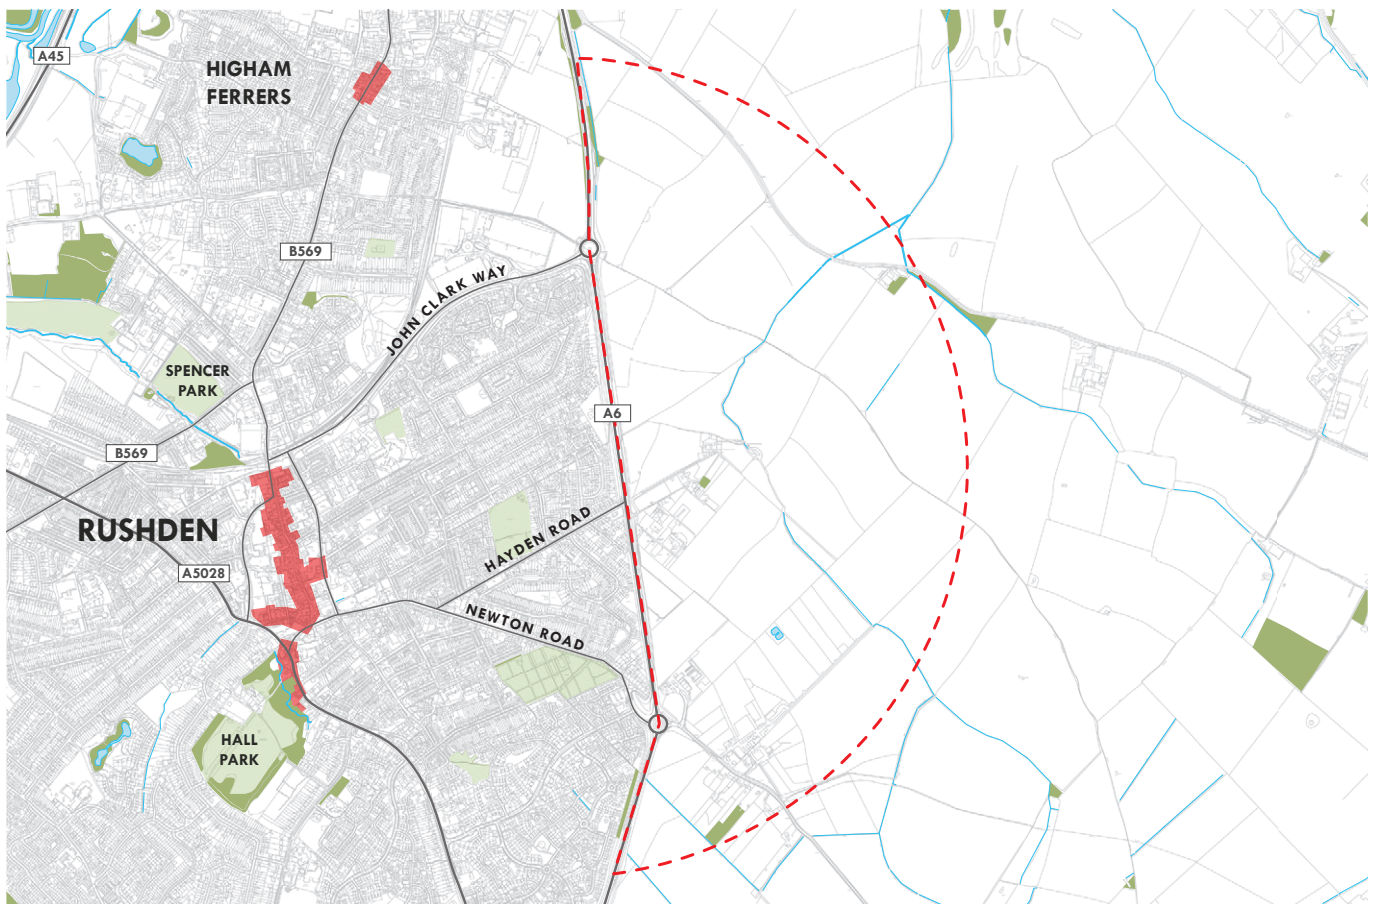 A45
HIGHAM
FERRERS
B569
JOHN CLARK WAY
SPENCER
PARK
A6
B569
RUSHDEN
HAYDEN ROAD
A5028
NEWTON ROAD
HALL
PARK